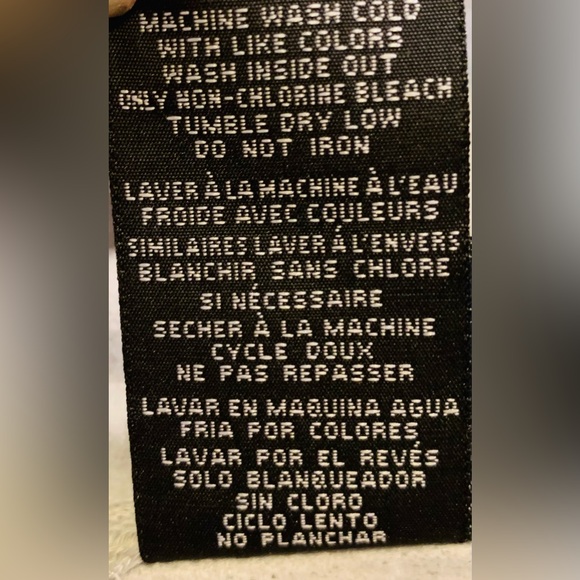 MACHINE WASH COLD
WITH LIKE COLORS
WASH INSIDE OUT
ONLY NON-CHLORINE BLEACH
TUMBLE DRY LOW
DO NOT IRON
LAVER À LA MACHINE À L'EAU
FROIDE AVEC COULEURS
SIMILAIRES LAVER À L'ENVERS
BLANCHIR SANS CHLORE
SI NÉCESSAIRE
SECHER À LA MACHINE
CYCLE DOUX
NE PAS REPASSER
LAVAR EN MAQUINA AGUA
FRIA POR COLORES
LAVAR POR EL REVÉS
SOLO BLANQUEADOR
SIN CLORO
CICLO LENTO
NO PLANCHAR